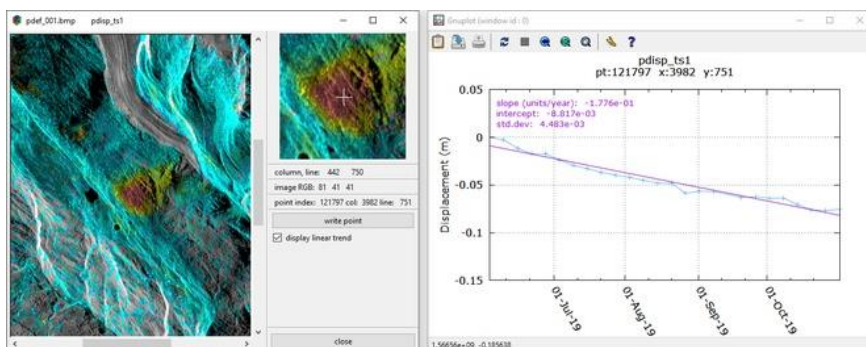 pdef_001.bmp pdisp_ts1
column, line: 442 750
image RGB: 81 41 41
point index: 121797 col: 3982 line: 751
write point
display linear trend
close
Gnuplot (window id : 0)
pdisp_ts1
pt:121797 x:3982 y:751
slope (units/year): -1.776e-01
intercept: -8.817e-03
std.dev: 4.483e-03
Displacement (m)
0.05
0
-0.05
-0.1
-0.15
01-Jul-19
01-Aug-19
01-Sep-19
01-Oct-19
1.56656e+09, -0.185638